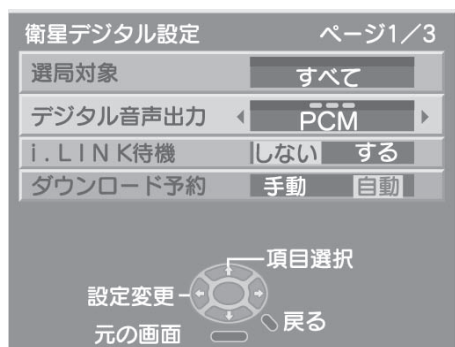 衛星デジタル設定 ページ1／3
選局対象 すべて
デジタル音声出力 PCM
i．LINK待機 しない する
ダウンロード予約 手動 自動
項目選択
設定変更
戻る
元の画面